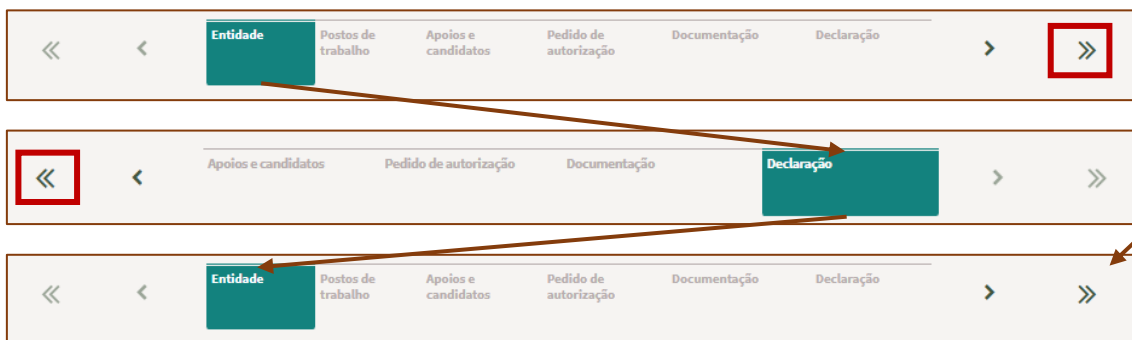 Entidade Postos de trabalho Apoios e candidatos Pedido de autorização Documentação Declaração
Apoios e candidatos Pedido de autorização Documentação Declaração
Entidade Postos de trabalho Apoios e candidatos Pedido de autorização Documentação Declaração